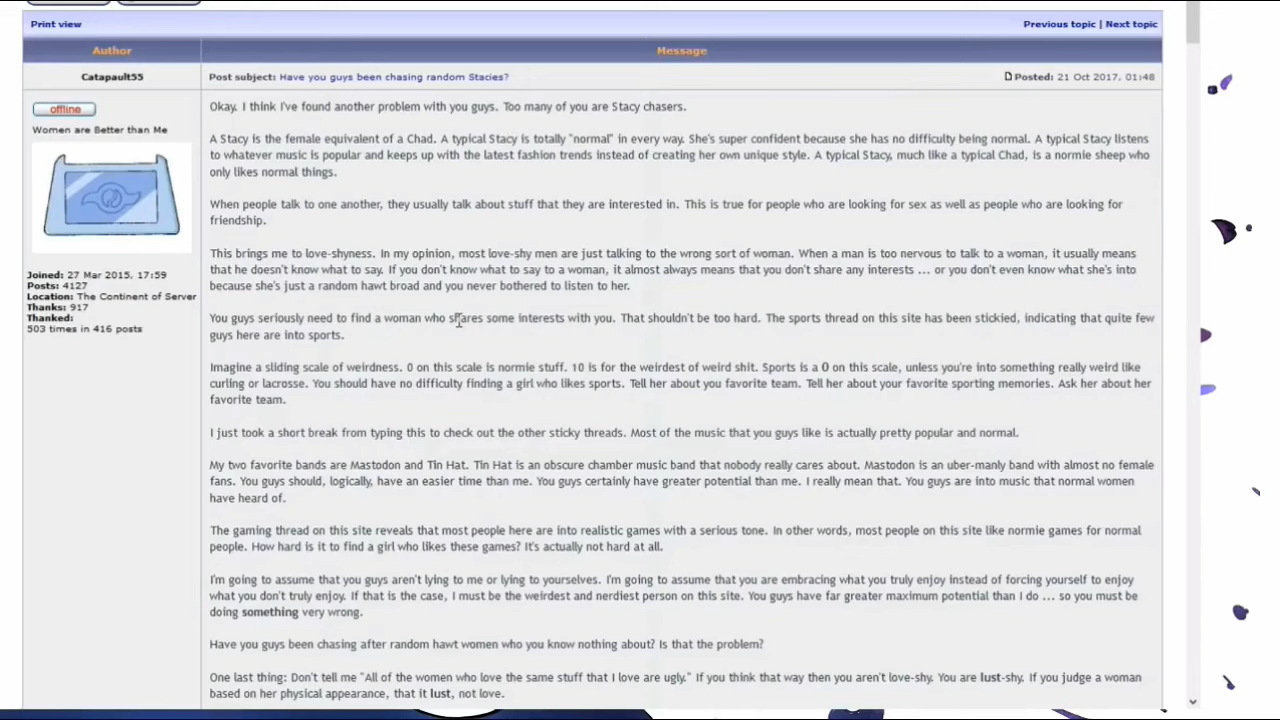 Print view
Previous topic | Next topic
Author
Message
Catapault55
Post subject: Have you guys been chasing random Stacies?
Posted: 21 Oct 2017, 01:48
offline
Women are Better than Me
Joined: 27 Mar 2015, 17:59
Posts: 4127
Location: The Continent of Server
Thanks: 917
Thanked:
503 times in 416 posts
Okay. I think I've found another problem with you guys. Too many of you are Stacy chasers.
A Stacy is the female equivalent of a Chad. A typical Stacy is totally "normal" in every way. She's super confident because she has no difficulty being normal. A typical Stacy listens
to whatever music is popular and keeps up with the latest fashion trends instead of creating her own unique style. A typical Stacy, much like a typical Chad, is a normie sheep who
only likes normal things.
When people talk to one another, they usually talk about stuff that they are interested in. This is true for people who are looking for sex as well as people who are looking for
friendship.
This brings me to love-shyness. In my opinion, most love-shy men are just talking to the wrong sort of woman. When a man is too nervous to talk to a woman, it usually means
that he doesn't know what to say. If you don't know what to say to a woman, it almost always means that you don't share any interests ... or you don't even know what she's into
because she's just a random hawt broad and you never bothered to listen to her.
You guys seriously need to find a woman who shares some interests with you. That shouldn't be too hard. The sports thread on this site has been stickied, indicating that quite few
guys here are into sports.
Imagine a sliding scale of weirdness. 0 on this scale is normie stuff. 10 is for the weirdest of weird shit. Sports is a 0 on this scale, unless you're into something really weird like
curling or lacrosse. You should have no difficulty finding a girl who likes sports. Tell her about you favorite team. Tell her about your favorite sporting memories. Ask her about her
favorite team.
I just took a short break from typing this to check out the other sticky threads. Most of the music that you guys like is actually pretty popular and normal.
My two favorite bands are Mastodon and Tin Hat. Tin Hat is an obscure chamber music band that nobody really cares about. Mastodon is an uber-manly band with almost no female
fans. You guys should, logically, have an easier time than me. You guys certainly have greater potential than me. I really mean that. You guys are into music that normal women
have heard of.
The gaming thread on this site reveals that most people here are into realistic games with a serious tone. In other words, most people on this site like normie games for normal
people. How hard is it to find a girl who likes these games? It's actually not hard at all.
I'm going to assume that you guys aren't lying to me or lying to yourselves. I'm going to assume that you are embracing what you truly enjoy instead of forcing yourself to enjoy
what you don't truly enjoy. If that is the case, I must be the weirdest and nerdiest person on this site. You guys have far greater maximum potential than I do ... so you must be
doing something very wrong.
Have you guys been chasing after random hawt women who you know nothing about? Is that the problem?
One last thing: Don't tell me "All of the women who love the same stuff that I love are ugly." If you think that way then you aren't love-shy. You are lust-shy. If you judge a woman
based on her physical appearance, that it lust, not love.